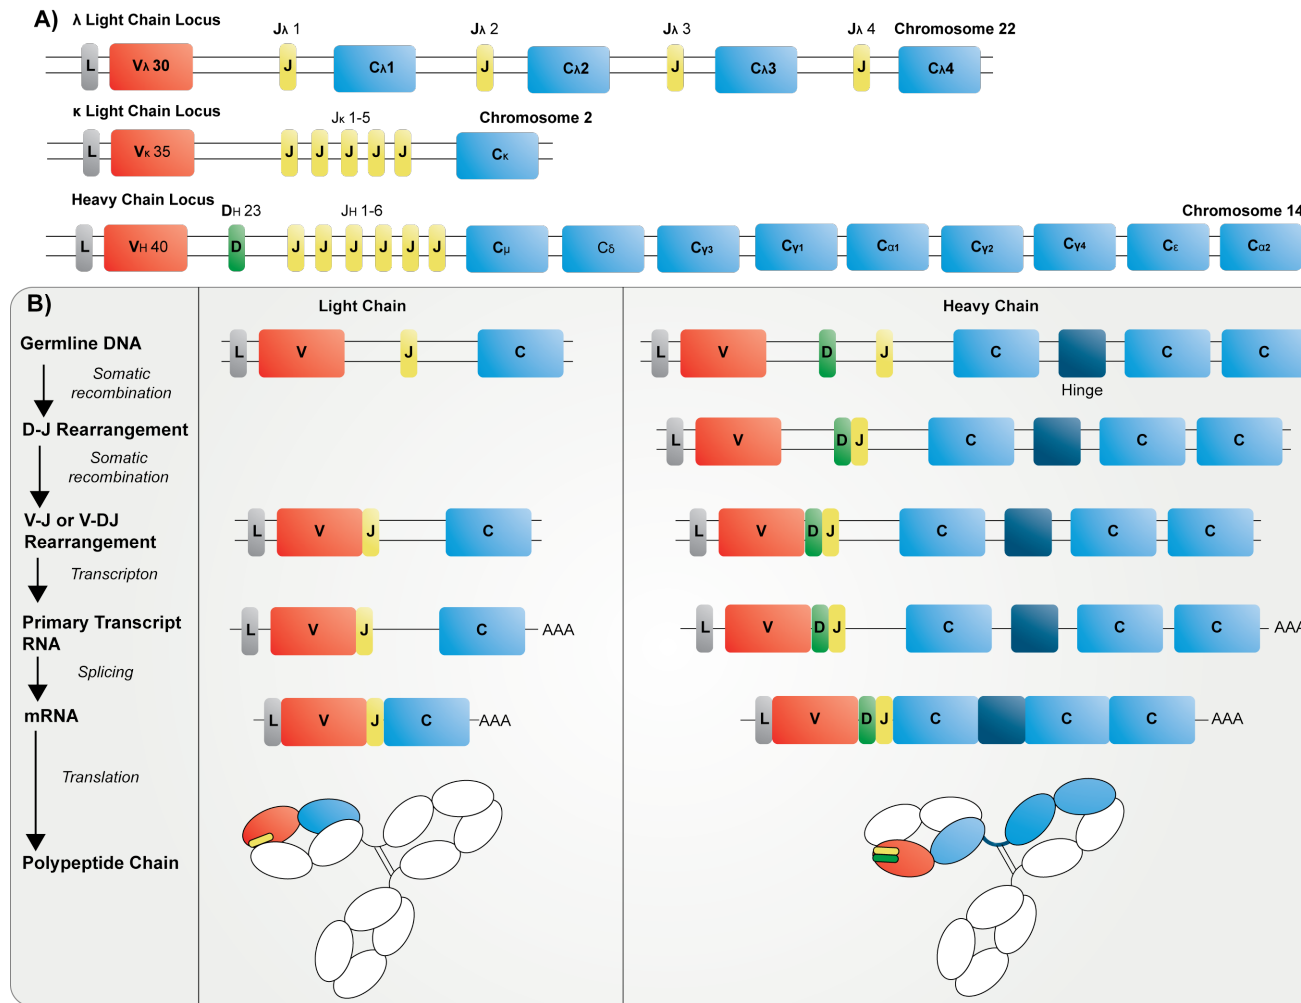 A)
λ Light Chain Locus
Jλ 1
Jλ 2
Jλ 3
Jλ 4
Chromosome 22
L
Vλ 30
J
Cλ1
J
Cλ2
J
Cλ3
J
Cλ4
κ Light Chain Locus
Jκ 1-5
Chromosome 2
L
Vκ 35
J
J
J
J
J
Cκ
Heavy Chain Locus
DH 23
JH 1-6
Chromosome 14
L
VH 40
D
J
J
J
J
J
J
Cμ
Cδ
Cγ3
Cγ1
Cα1
Cγ2
Cγ4
Cε
Cα2
B)
Light Chain
Heavy Chain
Germline DNA
L
V
J
C
L
V
D
J
C
C
C
Hinge
Somatic
recombination
D-J Rearrangement
L
V
D
J
C
C
C
Somatic
recombination
V-J or V-DJ
Rearrangement
L
V
J
C
L
V
D
J
C
C
C
Transcripton
Primary Transcript
RNA
L
V
J
C
AAA
L
V
D
J
C
C
C
AAA
Splicing
mRNA
L
V
J
C
AAA
L
V
D
J
C
C
C
AAA
Translation
Polypeptide Chain